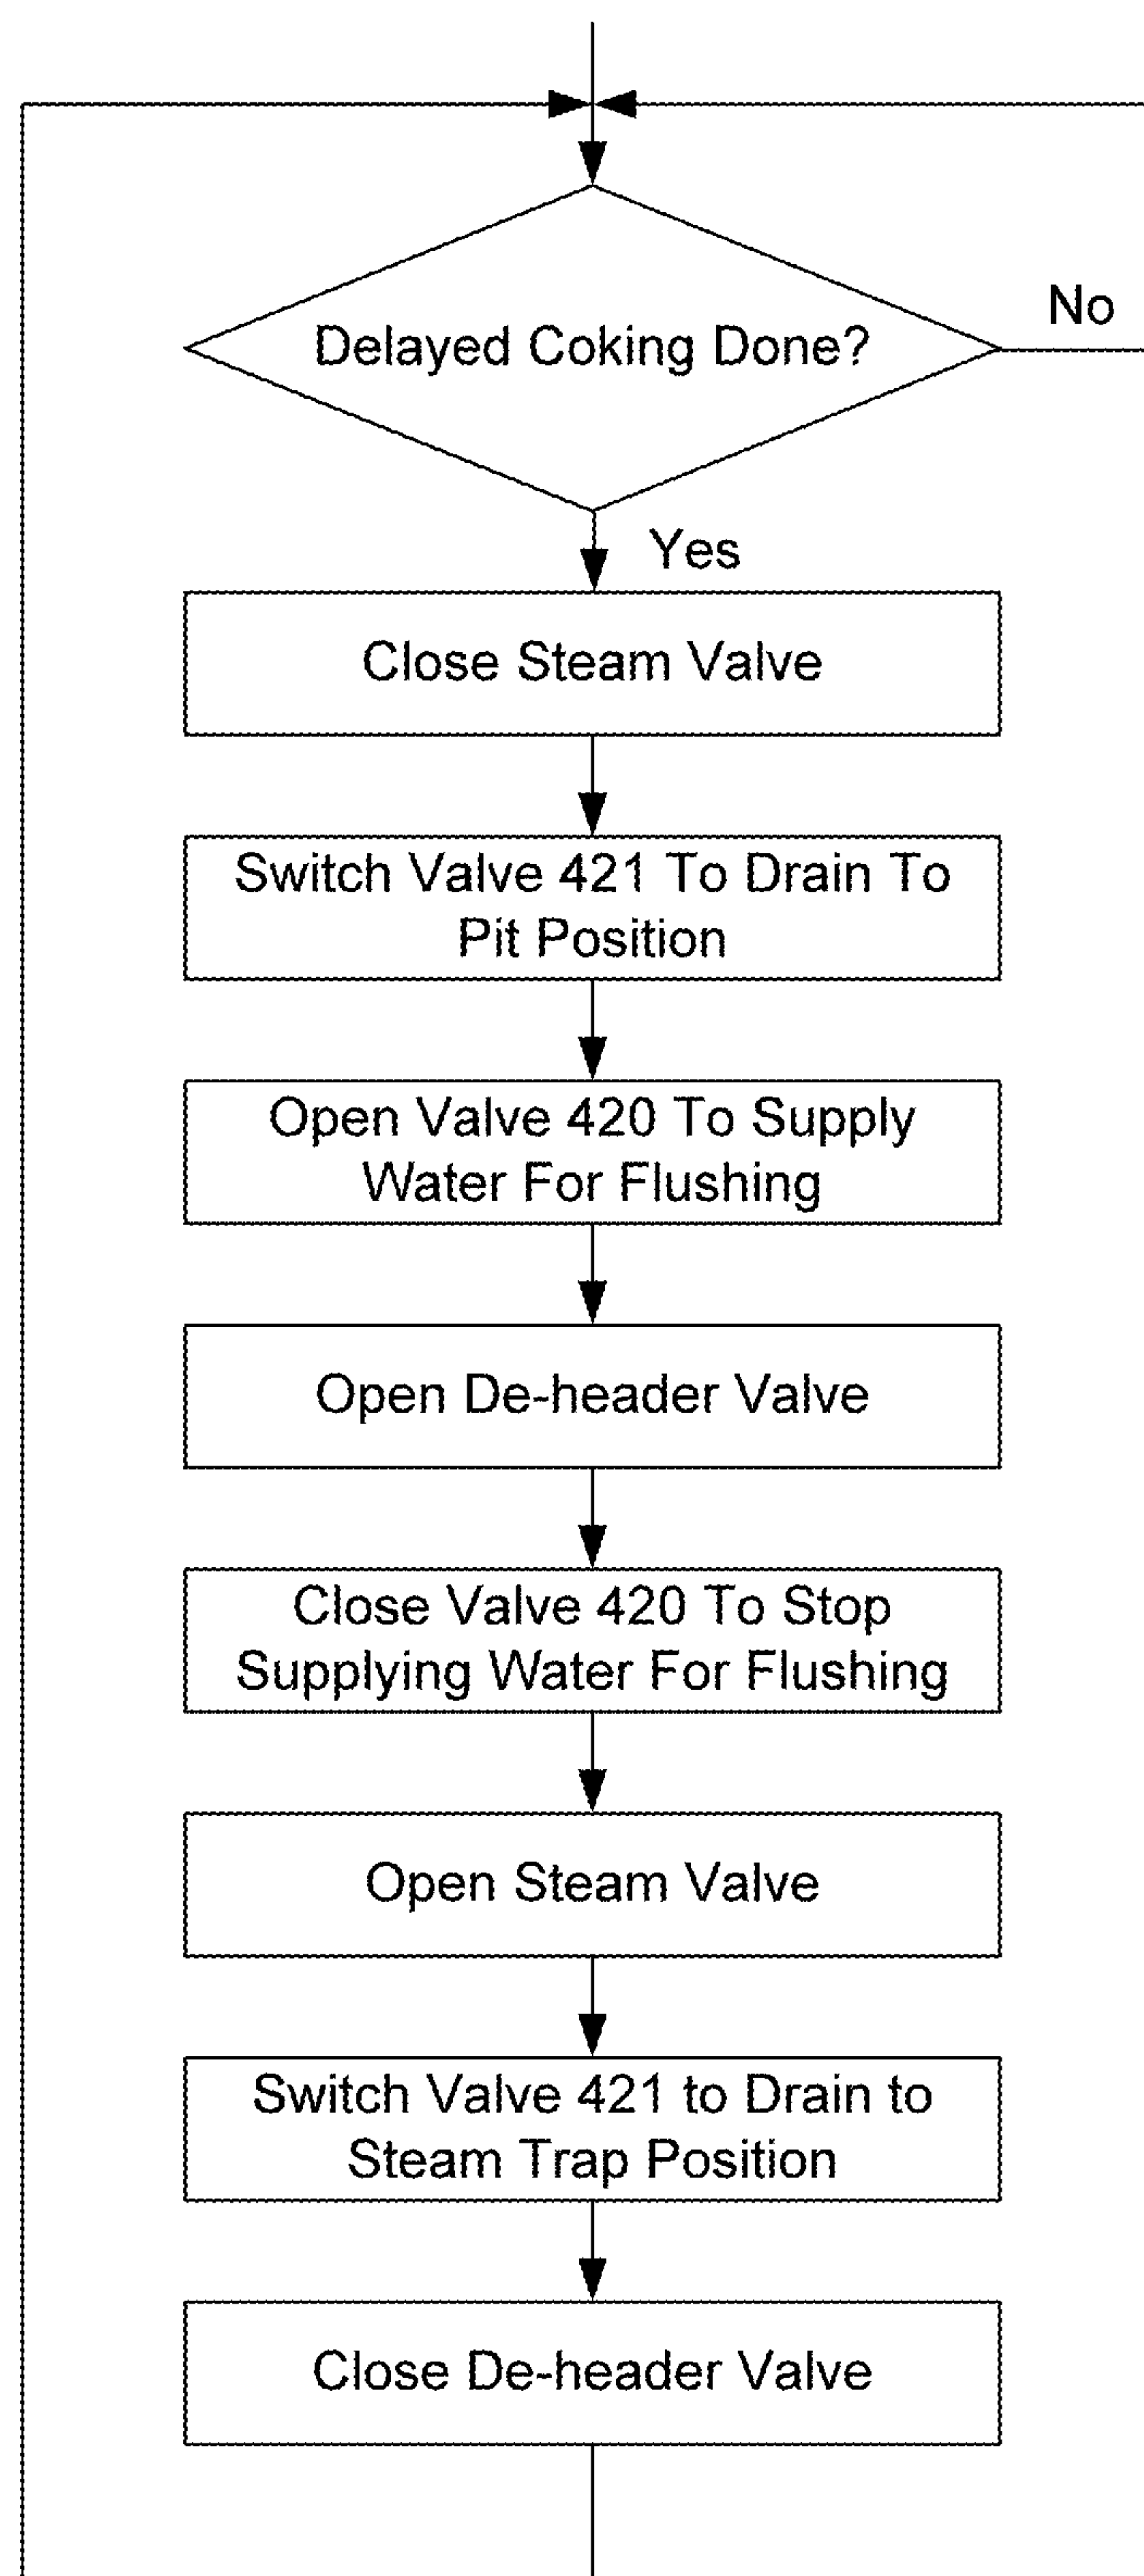 Delayed Coking Done?
No
Yes
Close Steam Valve
Switch Valve 421 To Drain To
Pit Position
Open Valve 420 To Supply
Water For Flushing
Open De-header Valve
Close Valve 420 To Stop
Supplying Water For Flushing
Open Steam Valve
Switch Valve 421 to Drain to
Steam Trap Position
Close De-header Valve